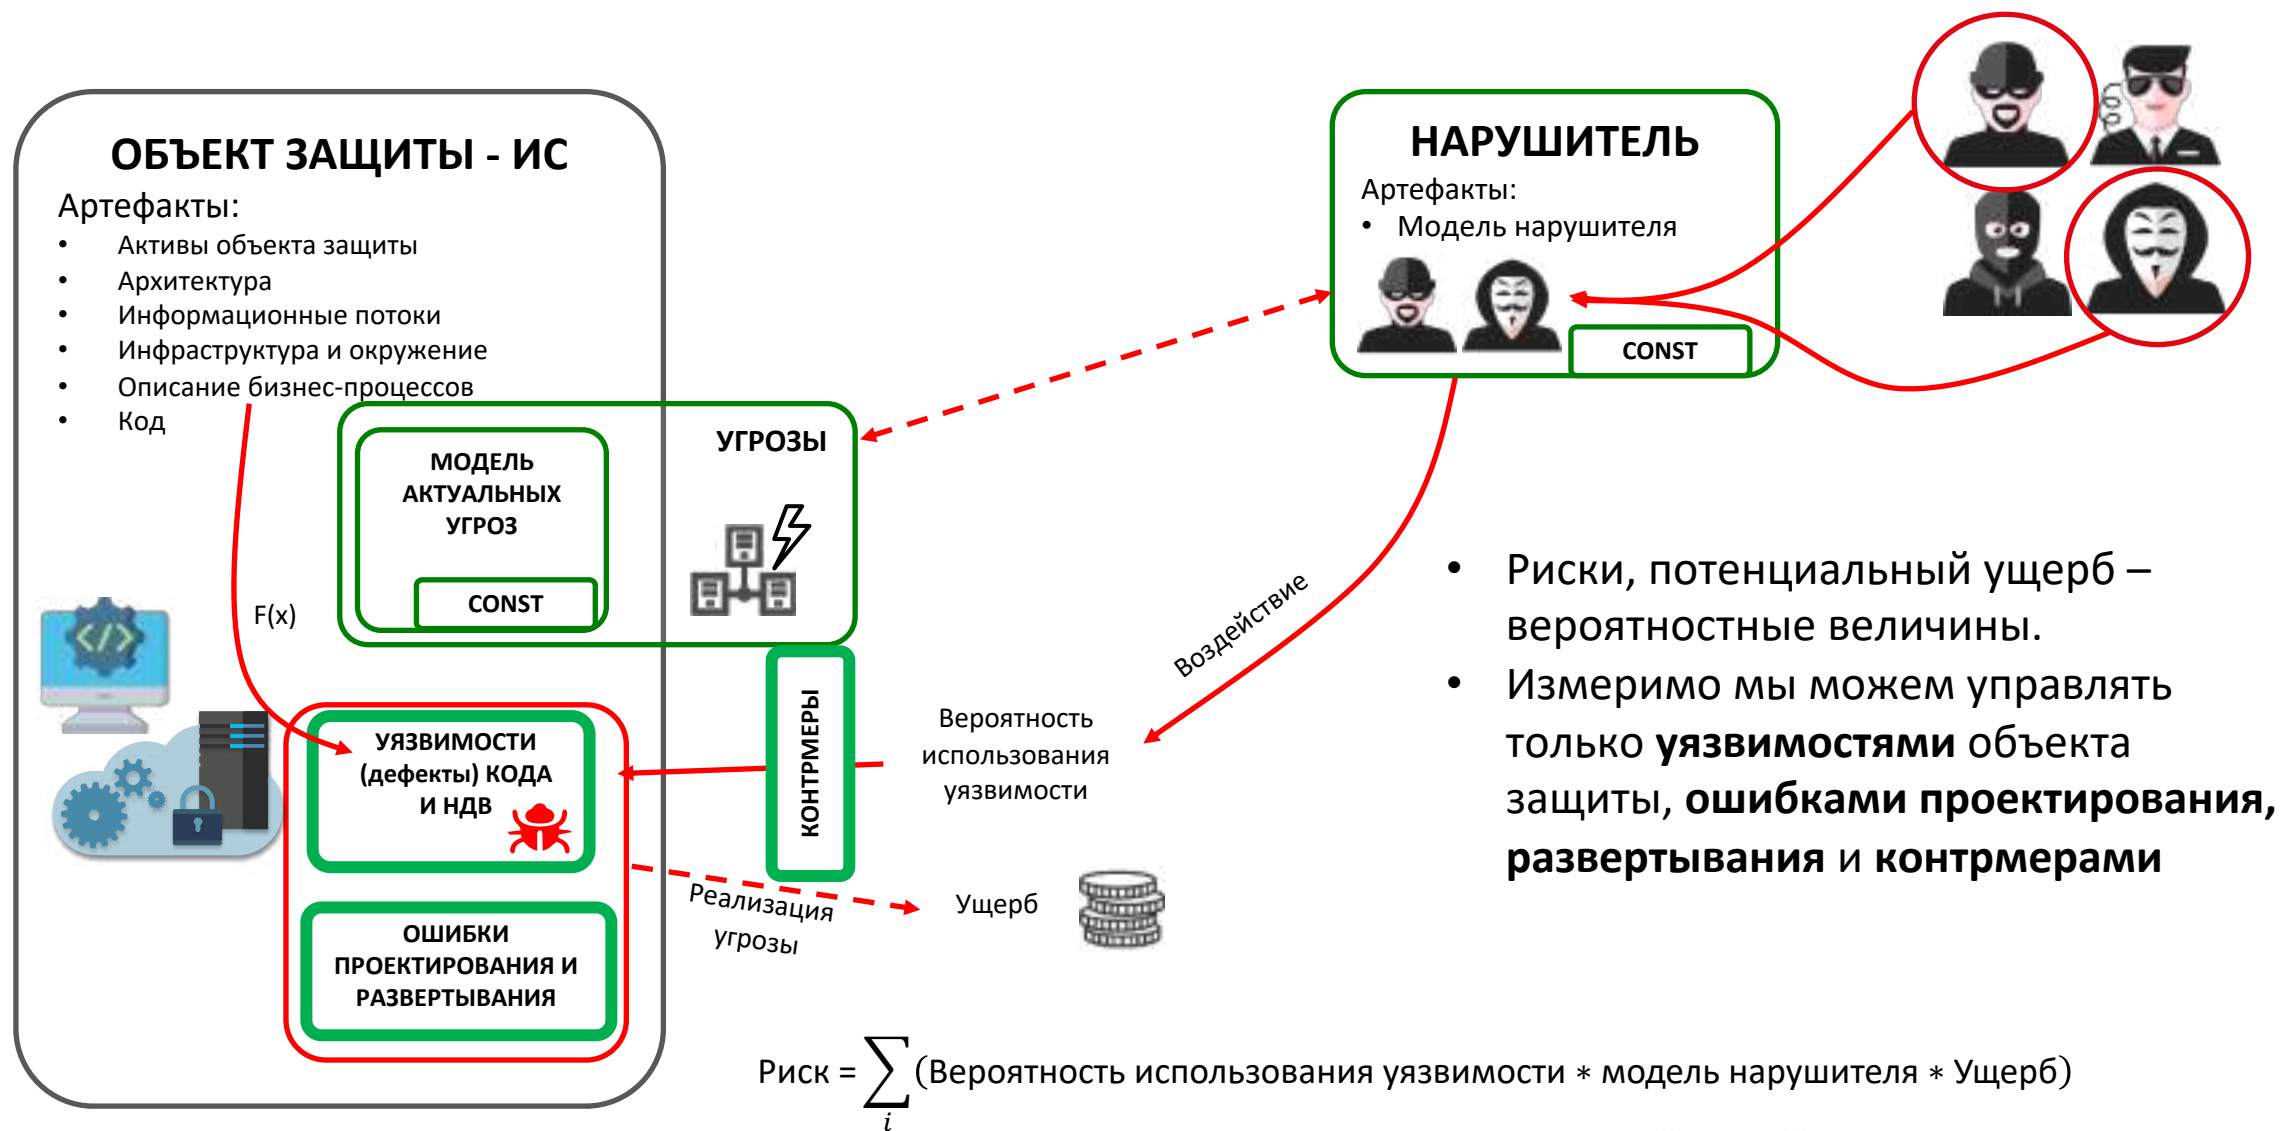 ОБЪЕКТ ЗАЩИТЫ - ИС
Артефакты:
• Активы объекта защиты
• Архитектура
• Информационные потоки
• Инфраструктура и окружение
• Описание бизнес-процессов
• Код
F(x)
УГРОЗЫ
МОДЕЛЬ
АКТУАЛЬНЫХ
УГРОЗ
CONST
УЯЗВИМОСТИ
(дефекты) КОДА
И НДВ
ОШИБКИ
ПРОЕКТИРОВАНИЯ И
РАЗВЕРТЫВАНИЯ
КОНТРМЕРЫ
Вероятность
использования
уязвимости
Реализация
угрозы
Ущерб
Воздействие
НАРУШИТЕЛЬ
Артефакты:
• Модель нарушителя
CONST
• Риски, потенциальный ущерб –
вероятностные величины.
• Измеримо мы можем управлять
только уязвимостями объекта
защиты, ошибками проектирования,
развертывания и контрмерами
Риск = ∑ (Вероятность использования уязвимости ∗ модель нарушителя ∗ Ущерб)
i